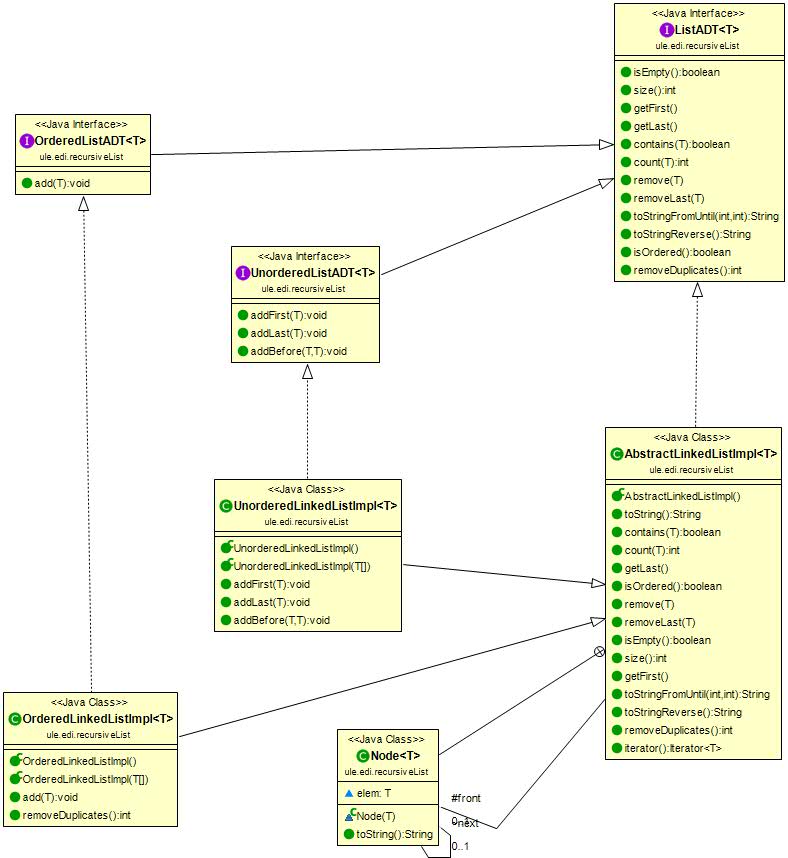 <<Java Interface>>
I ListADT<T>
ule.edi.recursiveList
isEmpty():boolean
size():int
getFirst()
getLast()
contains(T):boolean
count(T):int
remove(T)
removeLast(T)
toStringFromUntil(int,int):String
toStringReverse():String
isOrdered():boolean
removeDuplicates():int
<<Java Interface>>
I OrderedListADT<T>
ule.edi.recursiveList
add(T):void
<<Java Interface>>
I UnorderedListADT<T>
ule.edi.recursiveList
addFirst(T):void
addLast(T):void
addBefore(T,T):void
<<Java Class>>
C AbstractLinkedListImpl<T>
ule.edi.recursiveList
C AbstractLinkedListImpl()
toString():String
contains(T):boolean
count(T):int
getLast()
isOrdered():boolean
remove(T)
removeLast(T)
isEmpty():boolean
size():int
getFirst()
toStringFromUntil(int,int):String
toStringReverse():String
removeDuplicates():int
iterator():Iterator<T>
<<Java Class>>
C UnorderedLinkedListImpl<T>
ule.edi.recursiveList
C UnorderedLinkedListImpl()
C UnorderedLinkedListImpl(T[])
addFirst(T):void
addLast(T):void
addBefore(T,T):void
<<Java Class>>
C OrderedLinkedListImpl<T>
ule.edi.recursiveList
C OrderedLinkedListImpl()
C OrderedLinkedListImpl(T[])
add(T):void
removeDuplicates():int
<<Java Class>>
C Node<T>
ule.edi.recursiveList
elem: T
C Node(T)
toString():String
#front
0..1
~next
0..1